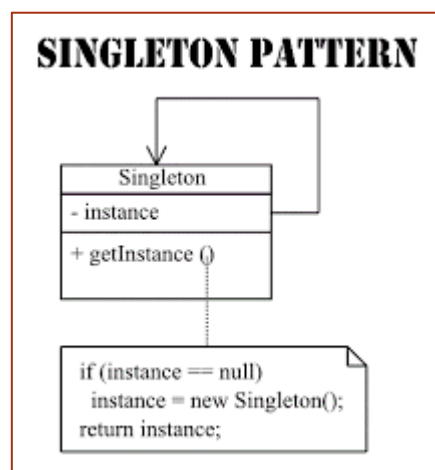 SINGLETON PATTERN
Singleton
- instance
+ getInstance ()
if (instance == null)
instance = new Singleton();
return instance;